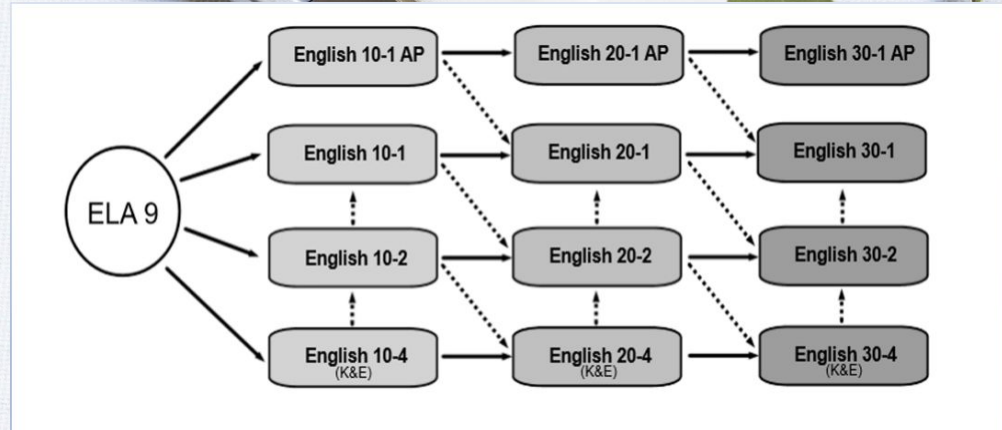 English 10-1 AP
English 20-1 AP
English 30-1 AP
English 10-1
English 20-1
English 30-1
ELA 9
English 10-2
English 20-2
English 30-2
English 10-4
(K&E)
English 20-4
(K&E)
English 30-4
(K&E)